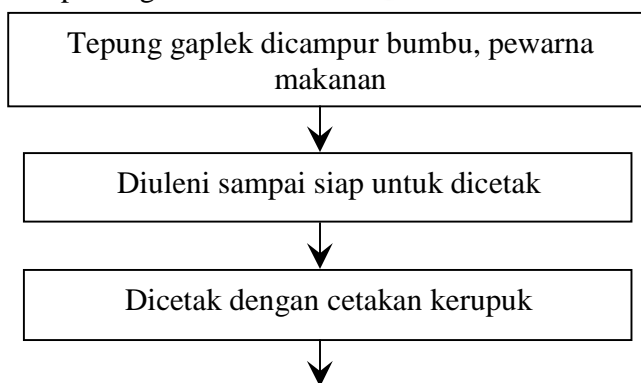 Tepung gaplek dicampur bumbu, pewarna
makanan
Diuleni sampai siap untuk dicetak
Dicetak dengan cetakan kerupuk